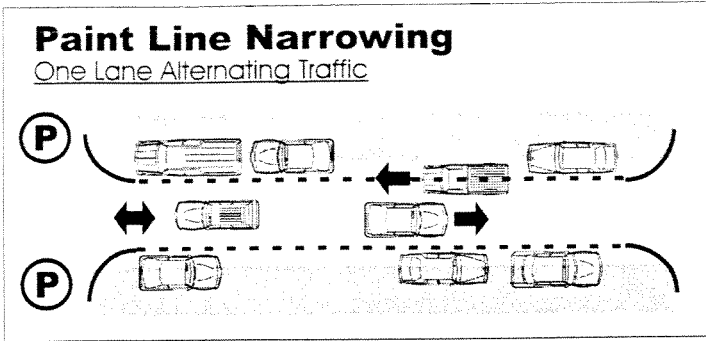 Paint Line Narrowing
One Lane Alternating Traffic
P
P